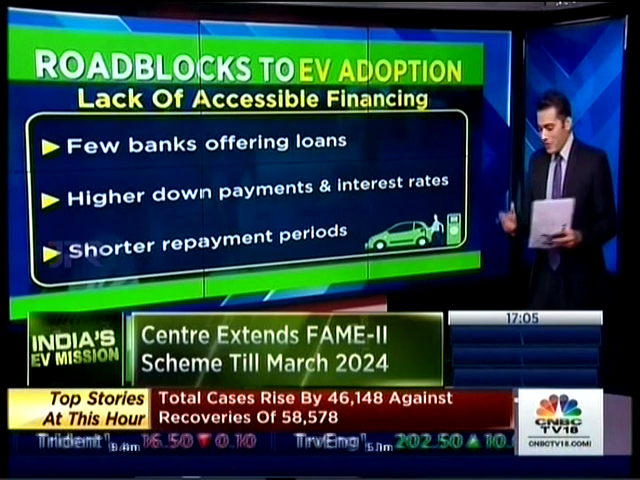 ROADBLOCKS TO EV ADOPTION
Lack Of Accessible Financing
Few banks offering loans
Higher down payments & interest rates
Shorter repayment periods
17:05
INDIA'S
EV MISSION
Centre Extends FAME-II
Scheme Till March 2024
Top Stories
At This Hour
Total Cases Rise By 46,148 Against
Recoveries Of 58,578
CNBC
TV18
CNBCTV18.COM
Trident 16.50 ▼ 0.10 TrvEng 202.50 ▲ 10.